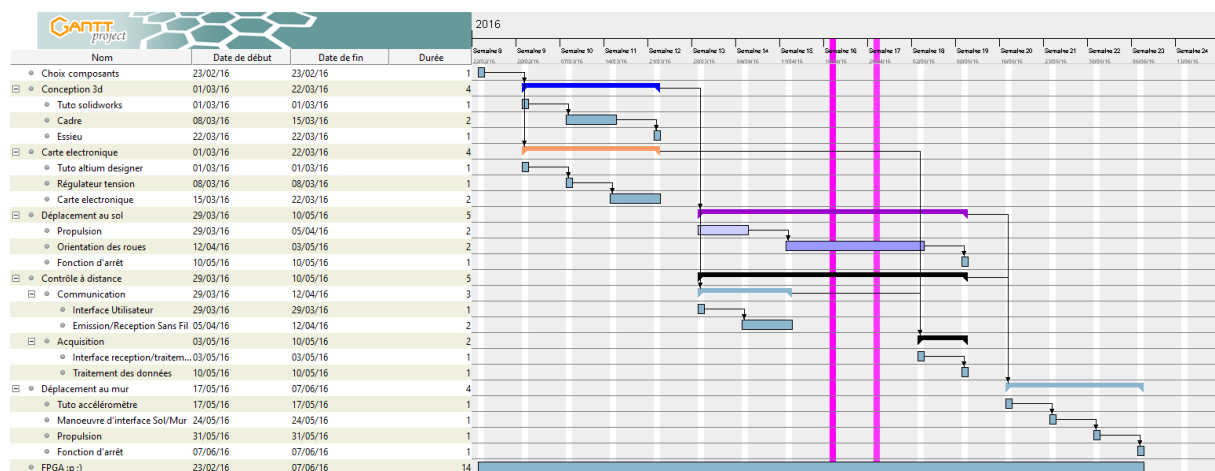 GANTT project
2016
Semaine 8 Semaine 9 Semaine 10 Semaine 11 Semaine 12 Semaine 13 Semaine 14 Semaine 15 Semaine 16 Semaine 17 Semaine 18 Semaine 19 Semaine 20 Semaine 21 Semaine 22 Semaine 23 Semaine 24
Nom Date de début Date de fin Durée
Choix composants 23/02/16 23/02/16 1
Conception 3d 01/03/16 22/03/16 4
Tuto solidworks 01/03/16 01/03/16 1
Cadre 08/03/16 15/03/16 2
Essieu 22/03/16 22/03/16 1
Carte electronique 01/03/16 22/03/16 4
Tuto altium designer 01/03/16 01/03/16 1
Régulateur tension 08/03/16 08/03/16 1
Carte electronique 15/03/16 22/03/16 2
Déplacement au sol 29/03/16 10/05/16 5
Propulsion 29/03/16 05/04/16 2
Orientation des roues 12/04/16 03/05/16 2
Fonction d'arrêt 10/05/16 10/05/16 1
Contrôle à distance 29/03/16 10/05/16 5
Communication 29/03/16 12/04/16 3
Interface Utilisateur 29/03/16 29/03/16 1
Emission/Reception Sans Fil 05/04/16 12/04/16 2
Acquisition 03/05/16 10/05/16 2
Interface reception/traitem... 03/05/16 03/05/16 1
Traitement des données 10/05/16 10/05/16 1
Déplacement au mur 17/05/16 07/06/16 4
Tuto accéléromètre 17/05/16 17/05/16 1
Manoeuvre d'interface Sol/Mur 24/05/16 24/05/16 1
Propulsion 31/05/16 31/05/16 1
Fonction d'arrêt 07/06/16 07/06/16 1
FPGA :p ;) 23/02/16 07/06/16 14